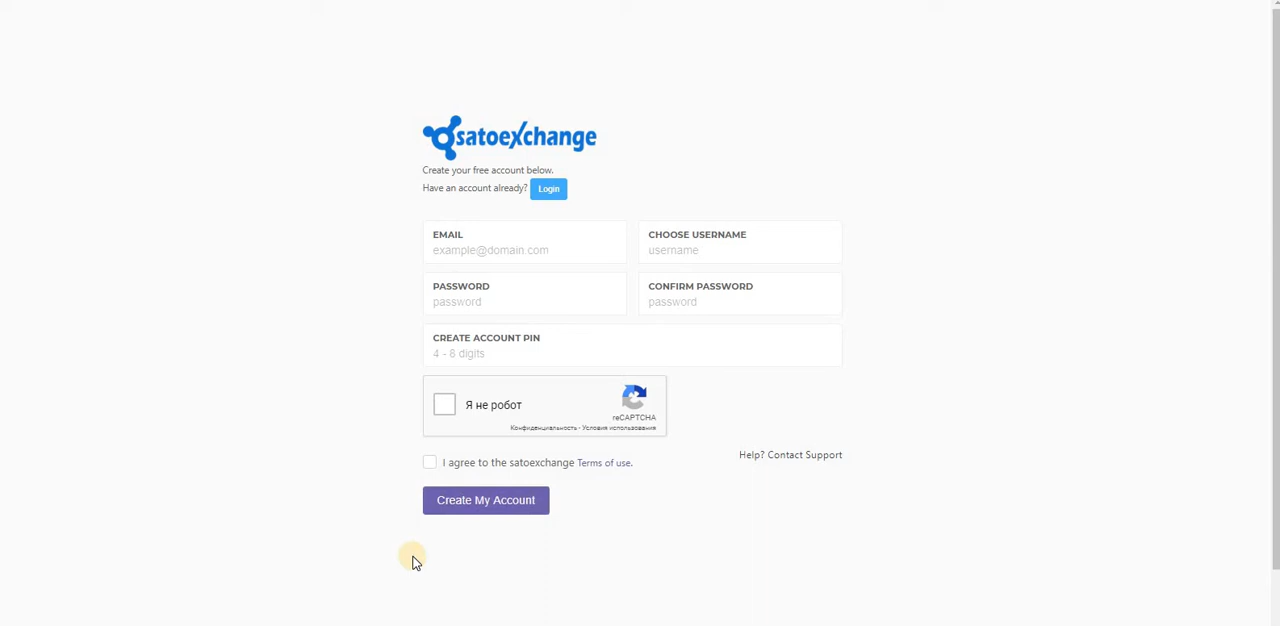 satoexchange
Create your free account below.
Have an account already? Login
EMAIL
example@domain.com
CHOOSE USERNAME
username
PASSWORD
password
CONFIRM PASSWORD
password
CREATE ACCOUNT PIN
4 - 8 digits
Я не робот
reCAPTCHA
Конфиденциальность - Условия использования
Help? Contact Support
I agree to the satoexchange Terms of use.
Create My Account